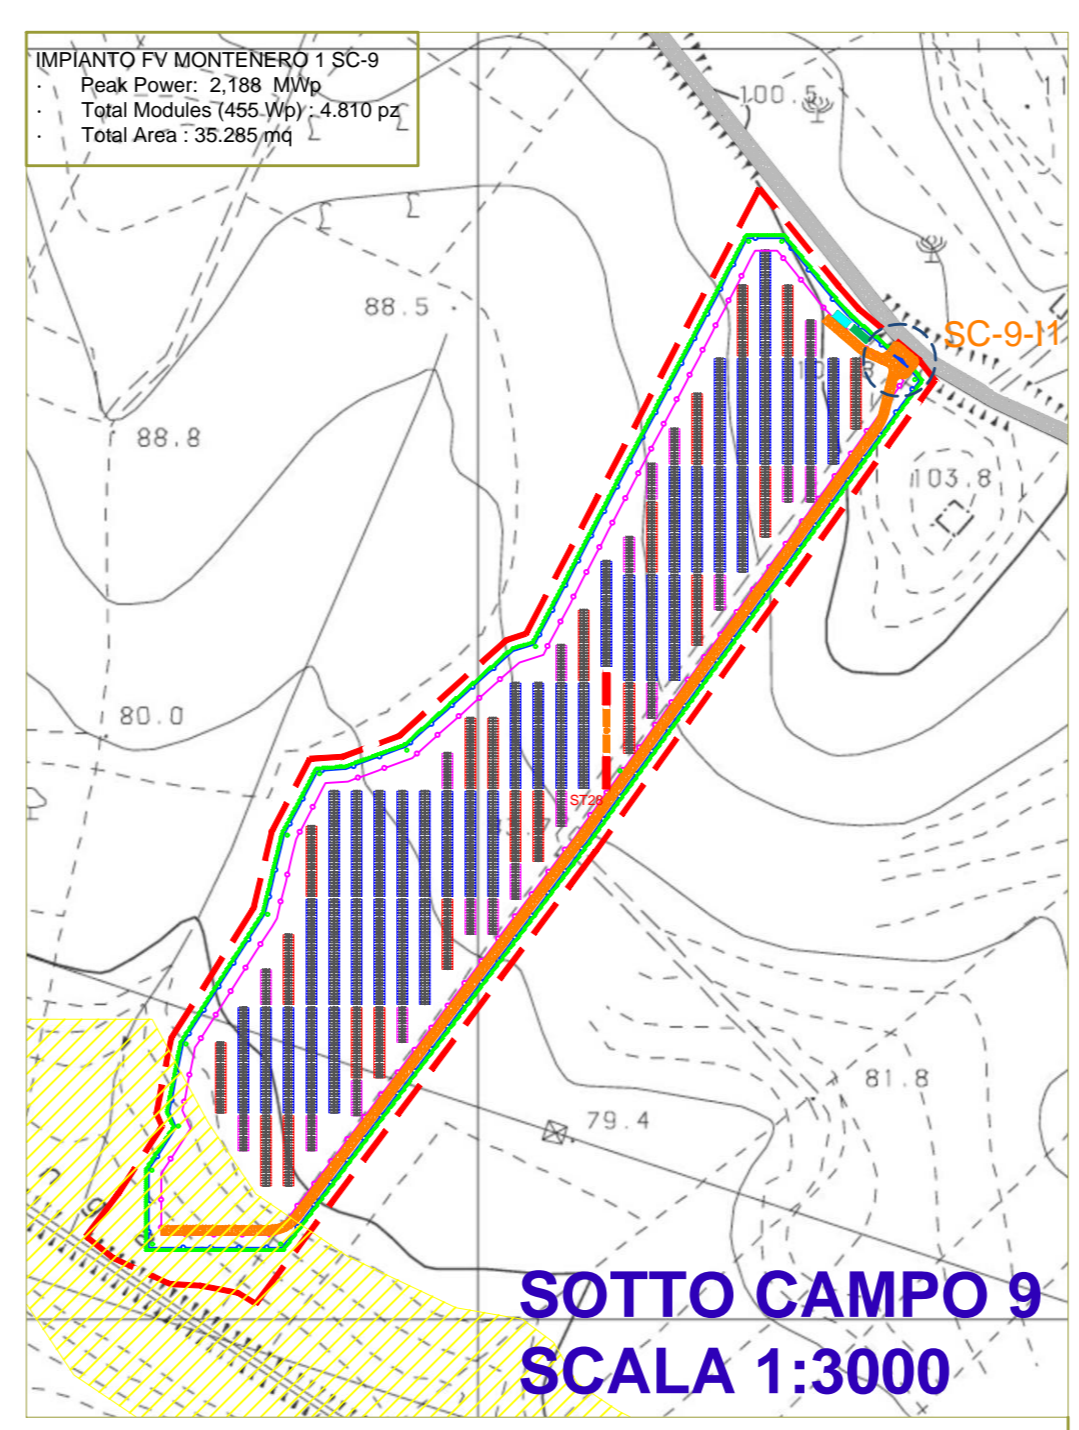 IMPIANTO FV MONTENERO 1 SC-9
· Peak Power: 2,188 MWp
· Total Modules (455 Wp) : 4.810 pz
· Total Area : 35.285 mq
100.5
11
88.5
SC-9-I1
88.8
103.8
80.0
ST28
81.8
79.4
SOTTO CAMPO 9
SCALA 1:3000